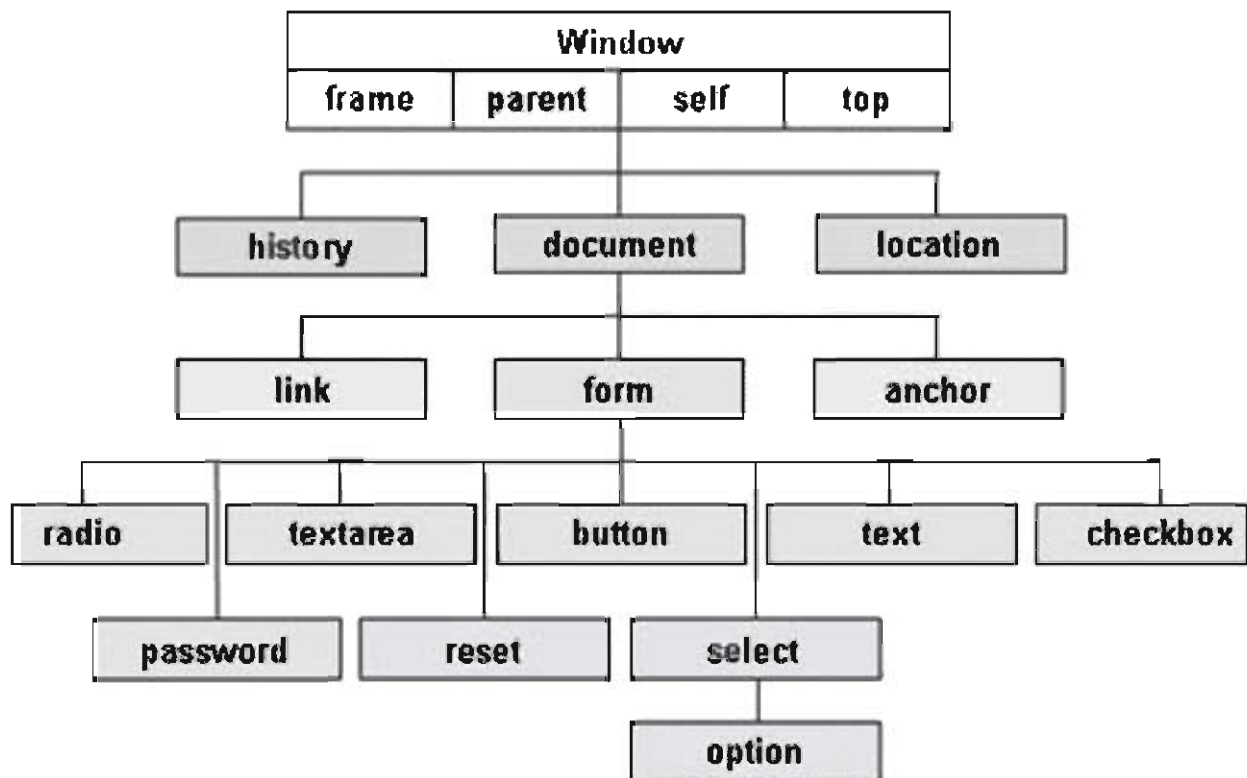 Window
frame parent self top
history document location
link form anchor
radio textarea button text checkbox
password reset select
option